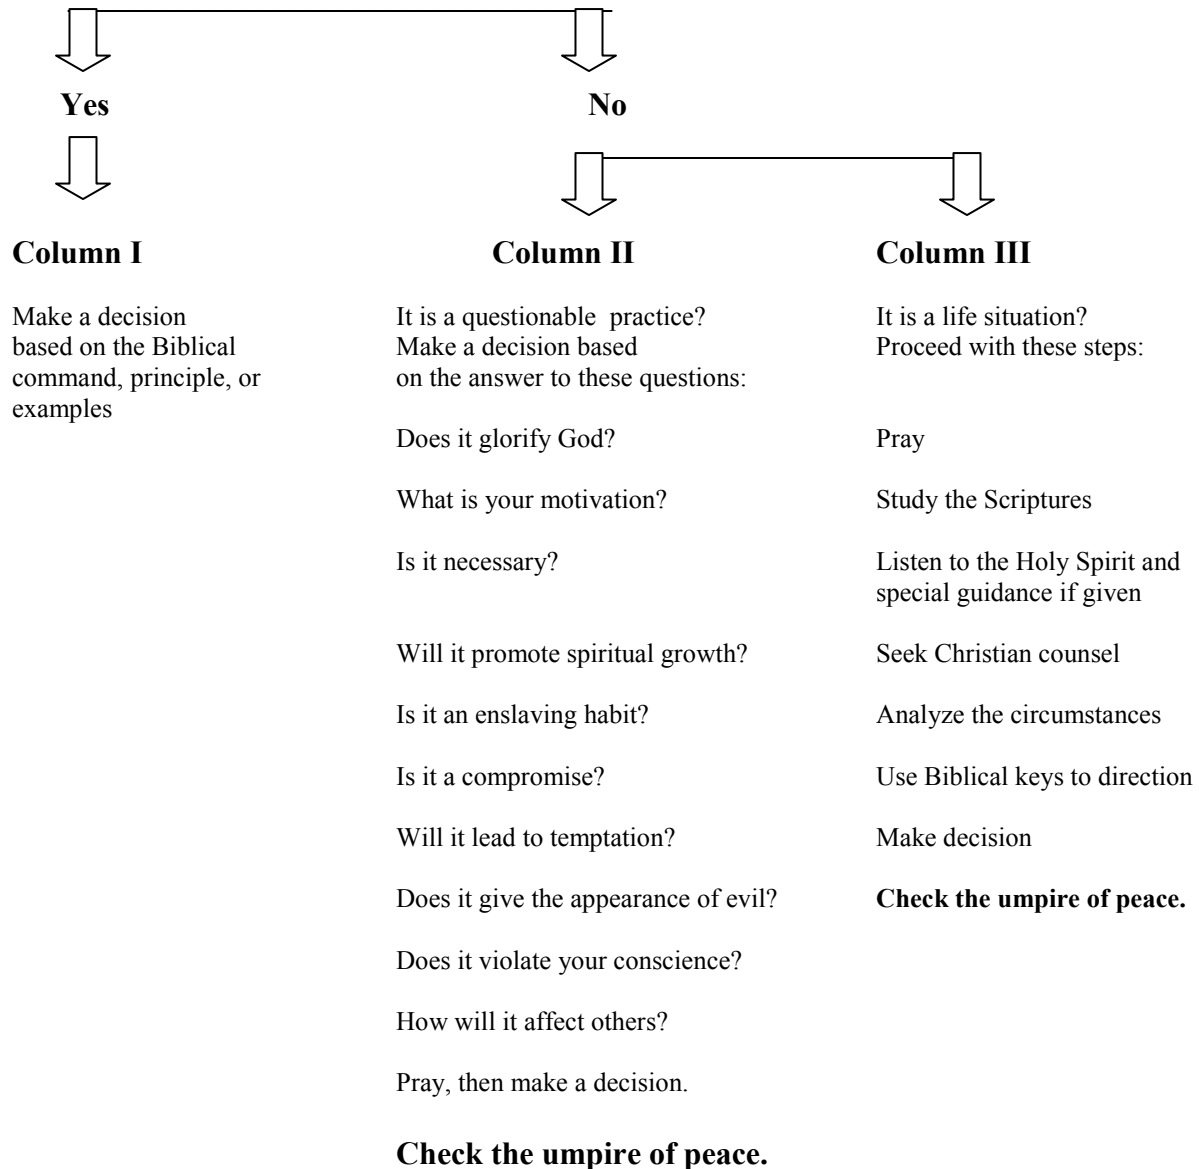 Yes
No
Column I
Make a decision
based on the Biblical
command, principle, or
examples
Column II
It is a questionable  practice?
Make a decision based
on the answer to these questions:
Does it glorify God?
What is your motivation?
Is it necessary?
Will it promote spiritual growth?
Is it an enslaving habit?
Is it a compromise?
Will it lead to temptation?
Does it give the appearance of evil?
Does it violate your conscience?
How will it affect others?
Pray, then make a decision.
Check the umpire of peace.
Column III
It is a life situation?
Proceed with these steps:
Pray
Study the Scriptures
Listen to the Holy Spirit and
special guidance if given
Seek Christian counsel
Analyze the circumstances
Use Biblical keys to direction
Make decision
Check the umpire of peace.